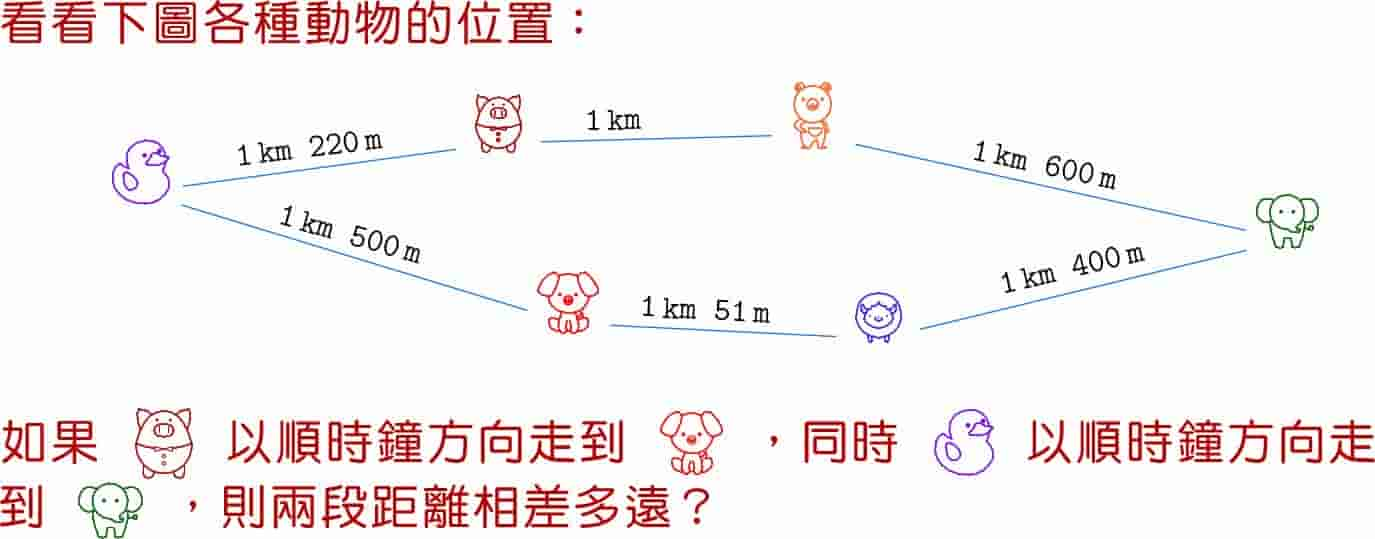 看看下圖各種動物的位置：
1 km 220 m
1 km
1 km 600 m
1 km 500 m
1 km 51 m
1 km 400 m
如果 以順時鐘方向走到 ，同時 以順時鐘方向走
到 ，則兩段距離相差多遠？